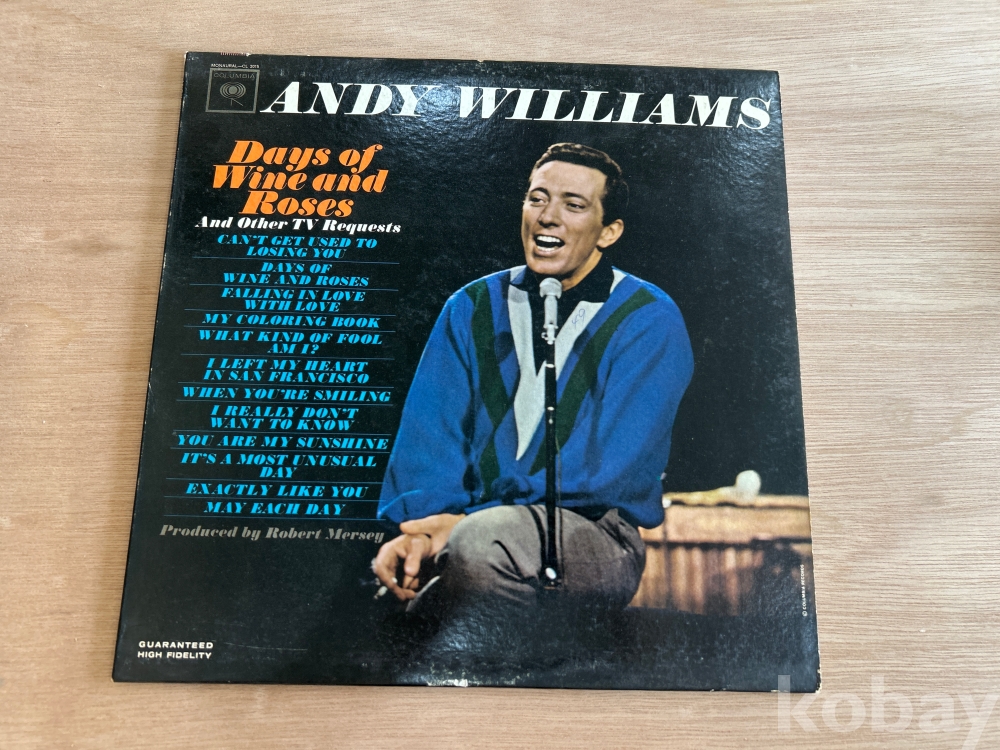 MONAURAL—CL 2015
COLUMBIA
ANDY WILLIAMS
Days of
Wine and
Roses
And Other TV Requests
CAN'T GET USED TO
LOSING YOU
DAYS OF
WINE AND ROSES
FALLING IN LOVE
WITH LOVE
MY COLORING BOOK
WHAT KIND OF FOOL
AM I?
I LEFT MY HEART
IN SAN FRANCISCO
WHEN YOU'RE SMILING
I REALLY DON'T
WANT TO KNOW
YOU ARE MY SUNSHINE
IT'S A MOST UNUSUAL
DAY
EXACTLY LIKE YOU
MAY EACH DAY
Produced by Robert Mersey
GUARANTEED
HIGH FIDELITY
© COLUMBIA RECORDS
kobay